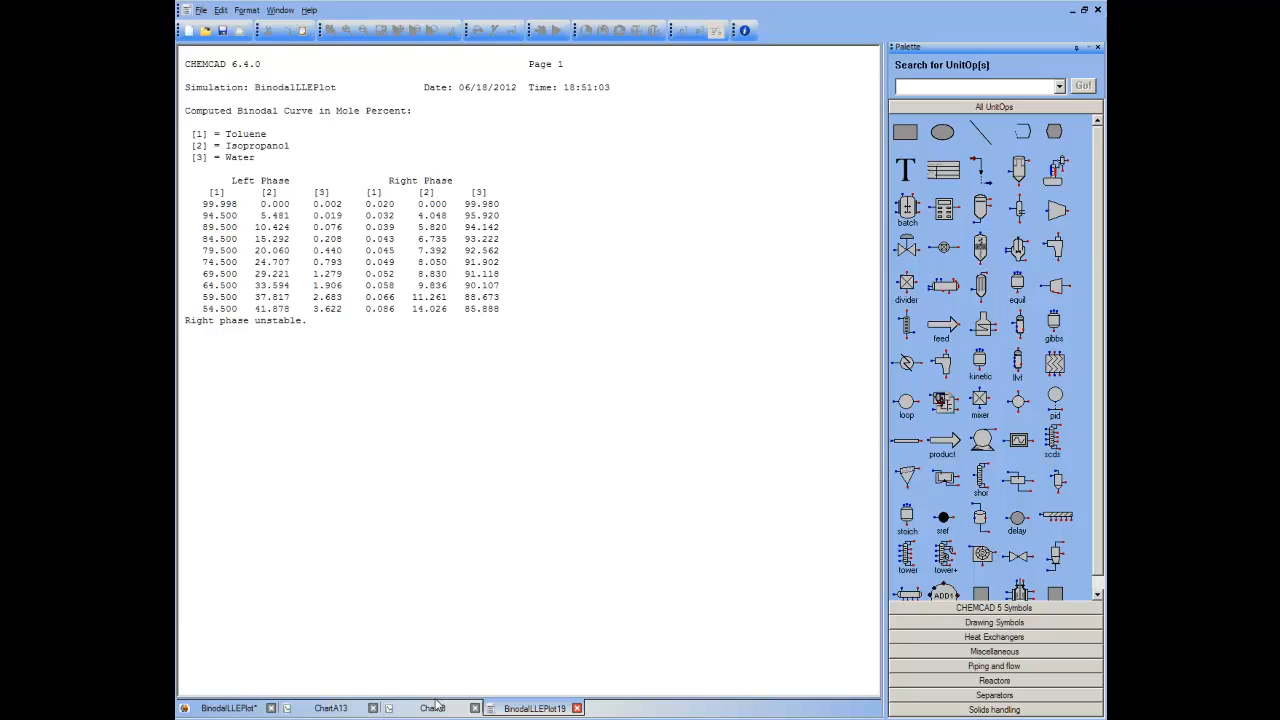 File Edit Format Window Help
CHEMCAD 6.4.0 Page 1
Simulation: BinodalLLEPlot Date: 06/18/2012 Time: 18:51:03
Computed Binodal Curve in Mole Percent:
[1] = Toluene
[2] = Isopropanol
[3] = Water
Left Phase Right Phase
[1] [2] [3] [1] [2] [3]
99.998 0.000 0.002 0.020 0.000 99.980
94.500 5.481 0.019 0.032 4.048 95.920
89.500 10.424 0.076 0.039 5.820 94.142
84.500 15.292 0.208 0.043 6.735 93.222
79.500 20.060 0.440 0.045 7.392 92.562
74.500 24.707 0.793 0.049 8.050 91.902
69.500 29.221 1.279 0.052 8.830 91.118
64.500 33.594 1.906 0.058 9.836 90.107
59.500 37.817 2.683 0.066 11.261 88.673
54.500 41.878 3.622 0.086 14.026 85.888
Right phase unstable.
Palette
Search for UnitOp(s)
Go!
All UnitOps
T
batch
divider equil
feed gibbs
kinetic llvf
loop mixer pid
product scds
shor
stoich sref delay
tower tower+
ADD1
CHEMCAD 5 Symbols
Drawing Symbols
Heat Exchangers
Miscellaneous
Piping and flow
Reactors
Separators
Solids handling
BinodalLLEPlot* ChartA13 BinodalLLEPlot19